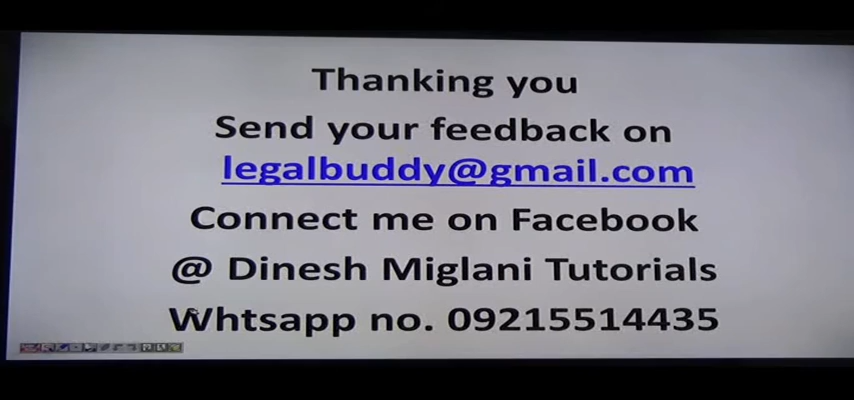 Thanking you
Send your feedback on
legalbuddy@gmail.com
Connect me on Facebook
@ Dinesh Miglani Tutorials
Whtsapp no. 09215514435